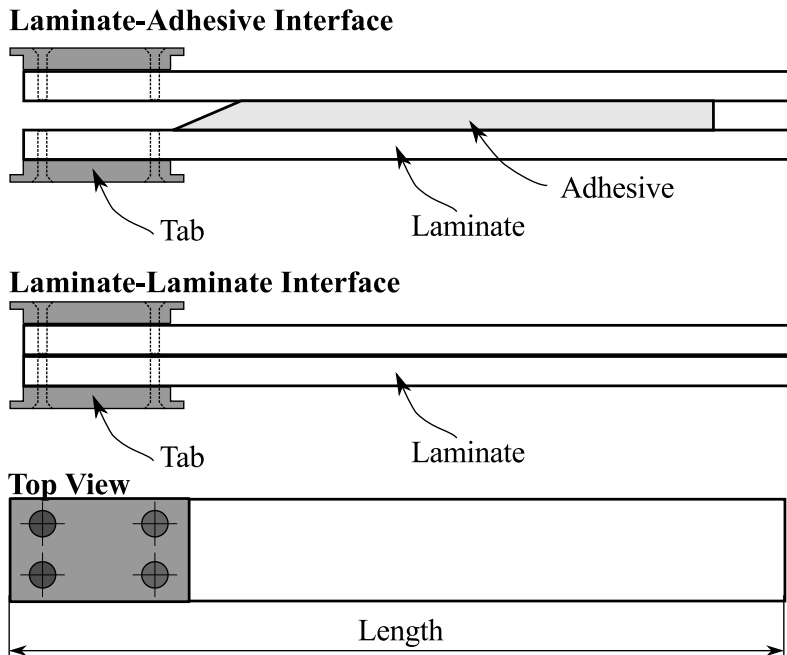 Laminate-Adhesive Interface
Adhesive
Laminate
Tab
Laminate-Laminate Interface
Laminate
Tab
Top View
Length